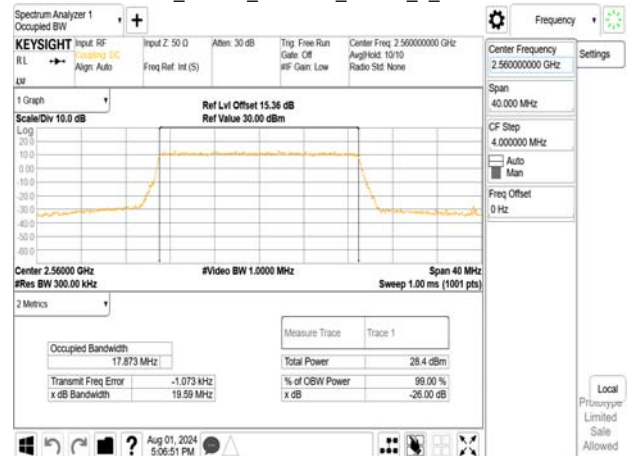 Spectrum Analyzer 1
Occupied BW
+
Frequency
KEYSIGHT
RL
Input: RF
Coupling: DC
Align: Auto
Input Z: 50 Ω
Freq Ref: Int (S)
Atten: 30 dB
Trig: Free Run
Gate: Off
#IF Gain: Low
Center Freq: 2.560000000 GHz
Avg|Hold: 10/10
Radio Std: None
Center Frequency
2.560000000 GHz
Settings
Span
40.000 MHz
CF Step
4.000000 MHz
Auto
Man
Freq Offset
0 Hz
1 Graph
Scale/Div 10.0 dB
Ref Lvl Offset 15.36 dB
Ref Value 30.00 dBm
Log
20.0
10.0
0.00
-10.0
-20.0
-30.0
-40.0
-50.0
-60.0
Center 2.56000 GHz
#Res BW 300.00 kHz
#Video BW 1.0000 MHz
Span 40 MHz
Sweep 1.00 ms (1001 pts)
2 Metrics
Measure Trace Trace 1
Occupied Bandwidth
17.873 MHz
Total Power 28.4 dBm
Transmit Freq Error -1.073 kHz
% of OBW Power 99.00 %
x dB Bandwidth 19.59 MHz
x dB -26.00 dB
Local
Prototype
Limited
Sale
Allowed
?
Aug 01, 2024
5:06:51 PM